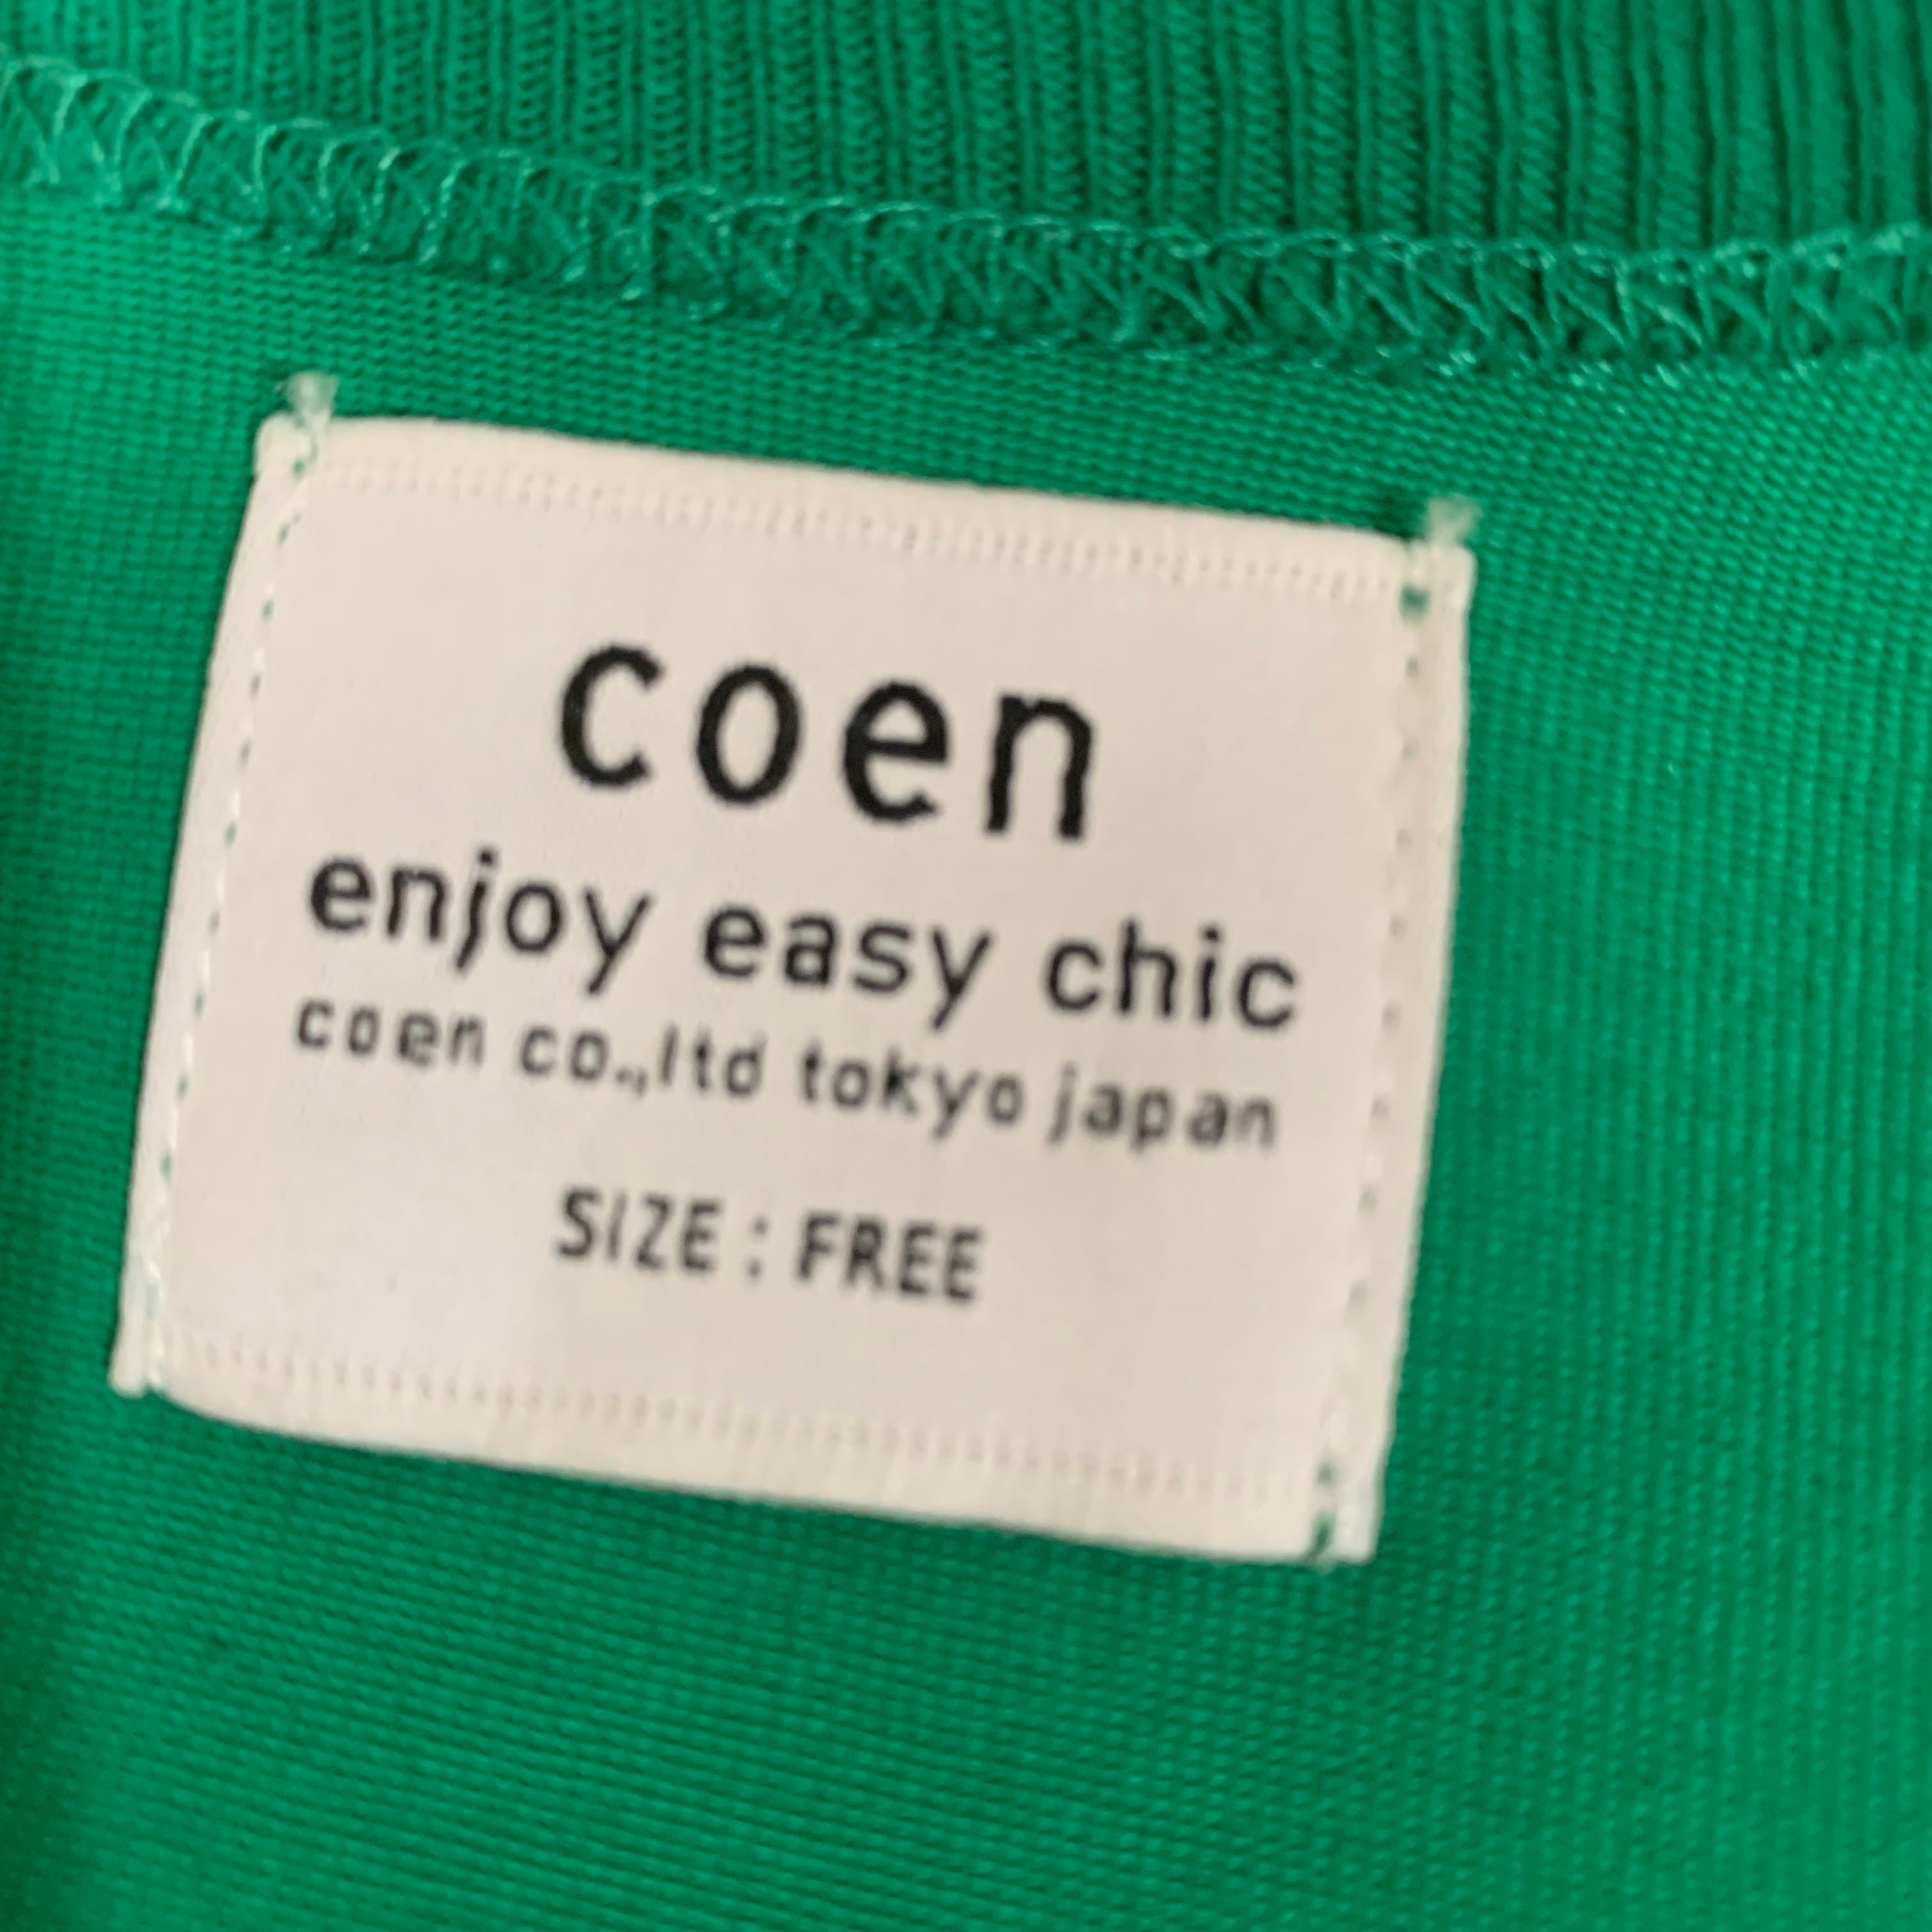 coen
enjoy easy chic
coen co.,ltd tokyo japan
SIZE : FREE